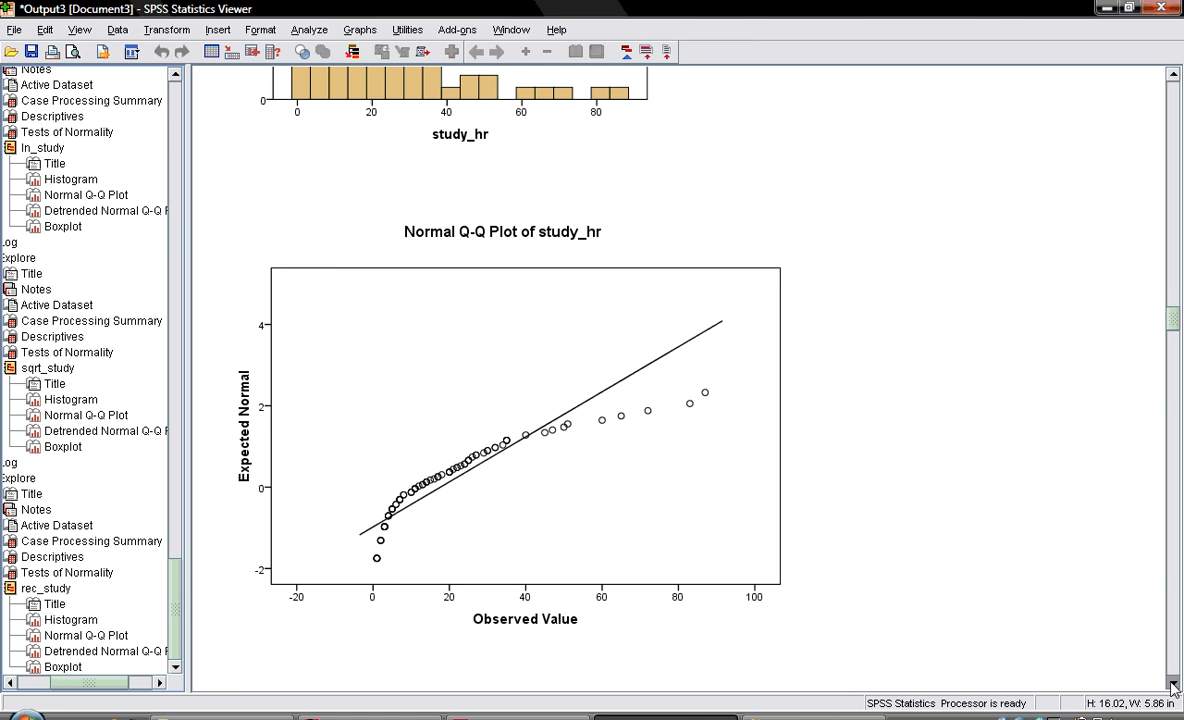 *Output3 [Document3] - SPSS Statistics Viewer
File Edit View Data Transform Insert Format Analyze Graphs Utilities Add-ons Window Help
Notes
Active Dataset
Case Processing Summary
Descriptives
Tests of Normality
ln_study
Title
Histogram
Normal Q-Q Plot
Detrended Normal Q-Q P
Boxplot
.og
Explore
Title
Notes
Active Dataset
Case Processing Summary
Descriptives
Tests of Normality
sqrt_study
Title
Histogram
Normal Q-Q Plot
Detrended Normal Q-Q P
Boxplot
.og
Explore
Title
Notes
Active Dataset
Case Processing Summary
Descriptives
Tests of Normality
rec_study
Title
Histogram
Normal Q-Q Plot
Detrended Normal Q-Q P
Boxplot
0
0 20 40 60 80
study_hr
Normal Q-Q Plot of study_hr
Expected Normal
4
2
0
-2
-20 0 20 40 60 80 100
Observed Value
SPSS Statistics Processor is ready
H: 16.02, W: 5.86 in